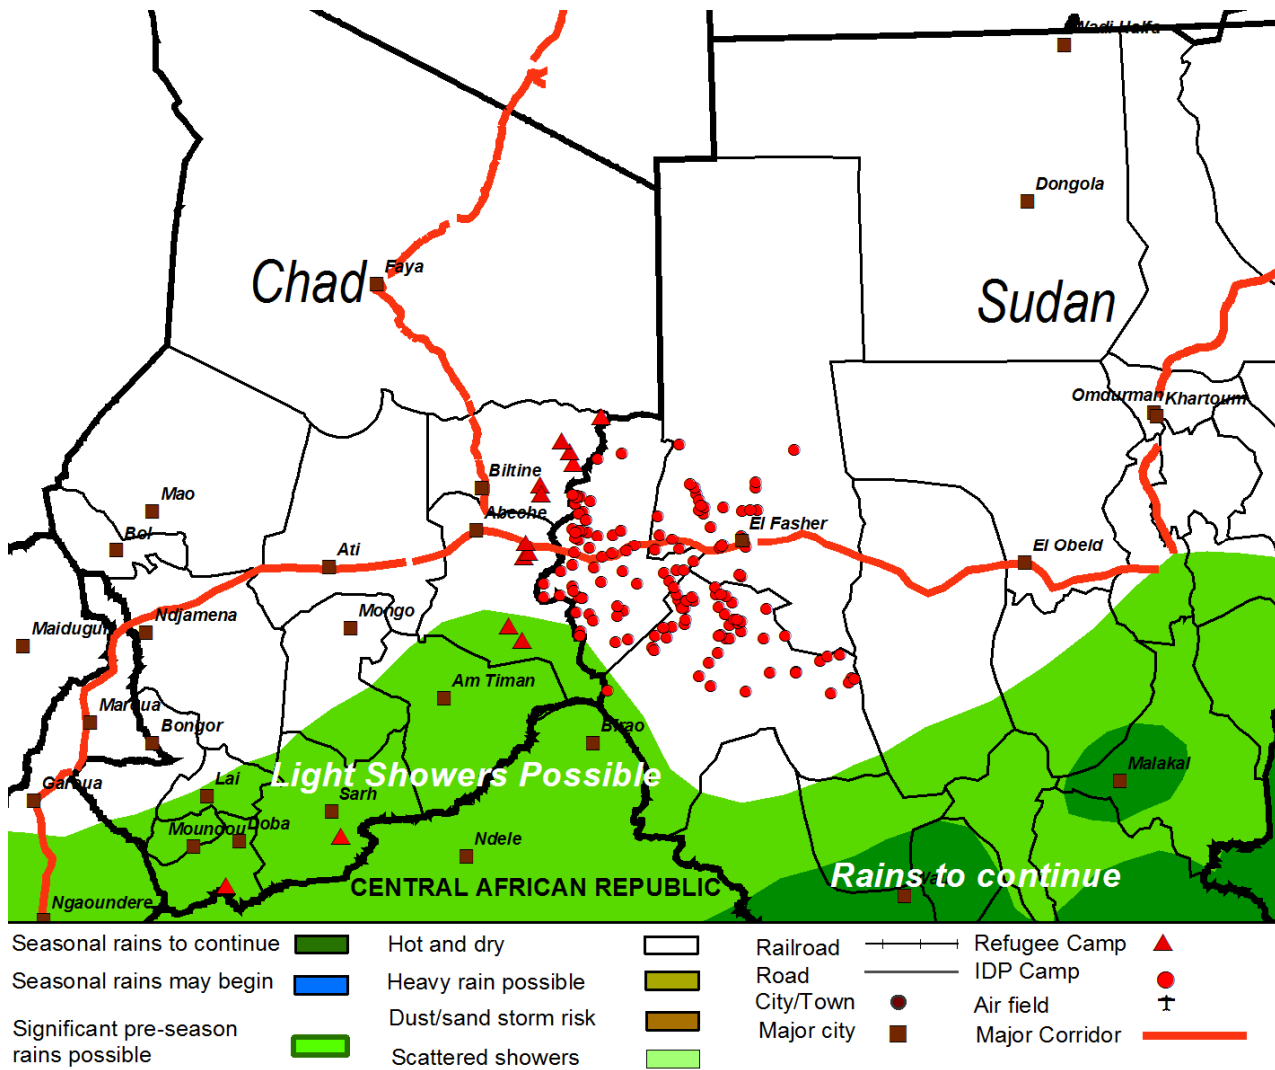 Wadi Halfa
Dongola
Faya
Chad
Sudan
Omdurman
Khartoum
Biltine
Mao
Abeche
El Fasher
Bol
Ati
El Obeld
Mongo
Ndjamena
Maiduguri
Am Timan
Marqua
Bongor
Birao
Malakal
Light Showers Possible
Lai
Garoua
Sarh
Moundou
Doba
Ndele
Rains to continue
CENTRAL AFRICAN REPUBLIC
Ngaoundere
Seasonal rains to continue
Hot and dry
Railroad
Refugee Camp
Seasonal rains may begin
Heavy rain possible
Road
IDP Camp
City/Town
Air field
Significant pre-season
rains possible
Dust/sand storm risk
Major city
Major Corridor
Scattered showers